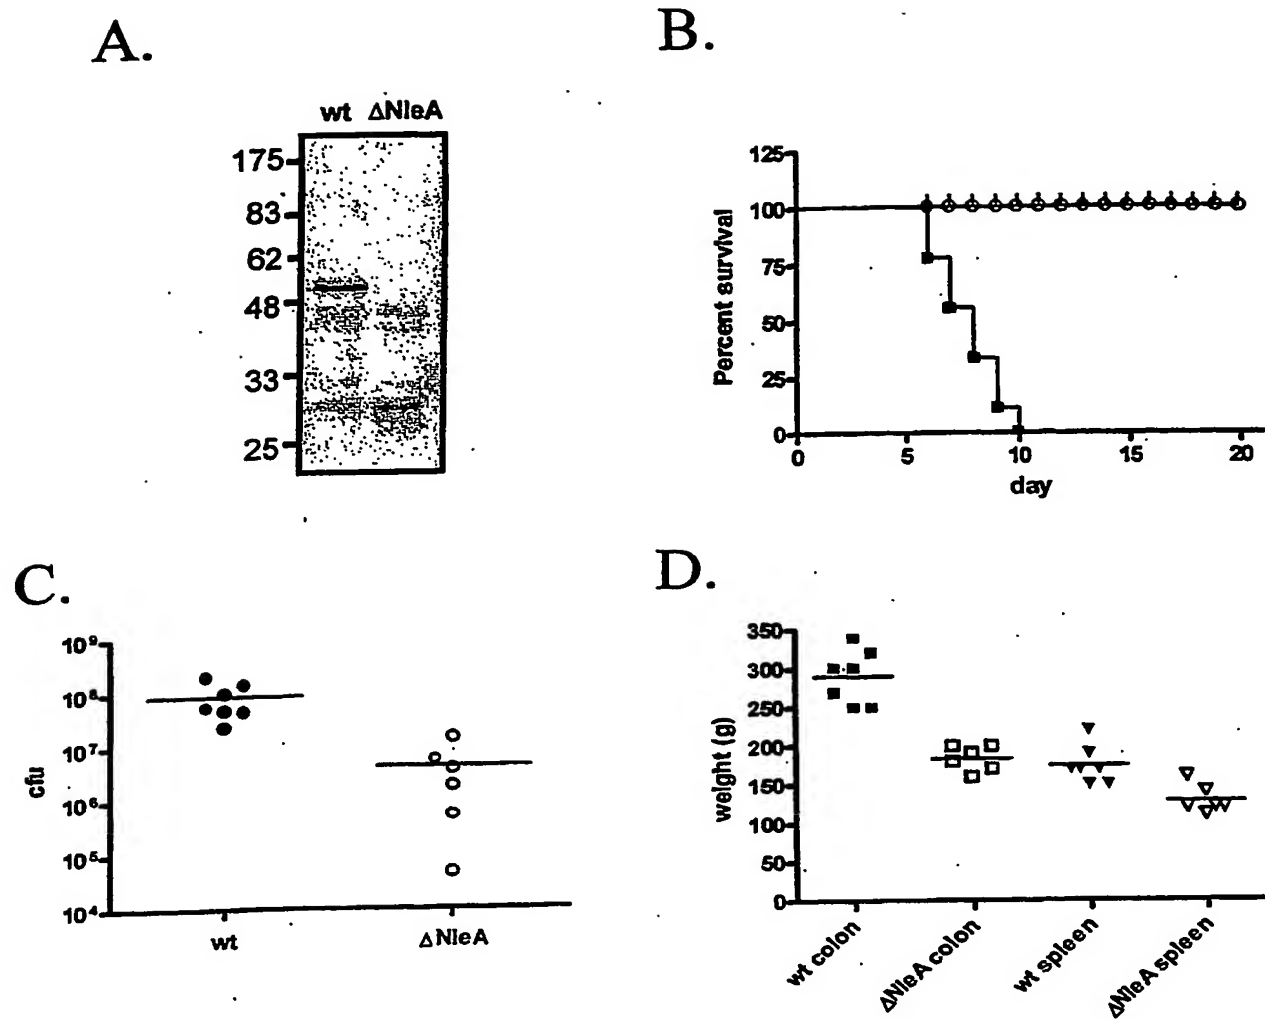 A.
wt ΔNleA
175
83
62
48
33
25
B.
Percent survival
125
100
75
50
25
0
0 5 10 15 20
day
C.
cfu
10⁹
10⁸
10⁷
10⁶
10⁵
10⁴
wt ΔNleA
D.
weight (g)
350
300
250
200
150
100
50
0
wt colon
ΔNleA colon
wt spleen
ΔNleA spleen